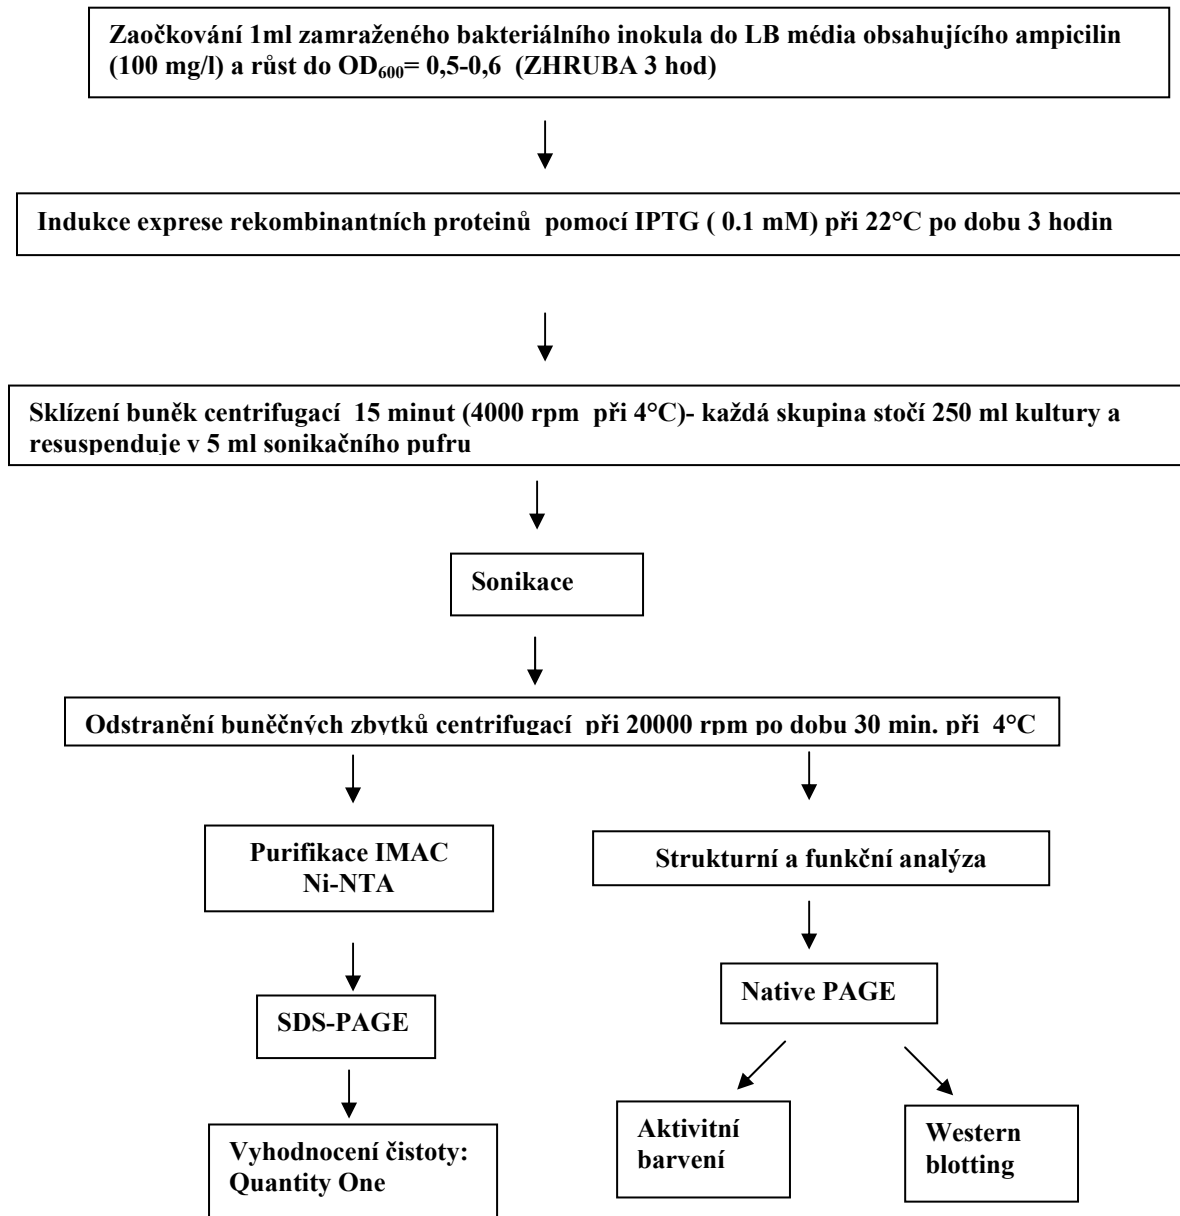 Zaočkování 1ml zamraženého bakteriálního inokula do LB média obsahujícího ampicilin
(100 mg/l) a růst do OD₆₀₀= 0,5-0,6 (ZHRUBA 3 hod)
Indukce exprese rekombinantních proteinů pomocí IPTG ( 0.1 mM) při 22°C po dobu 3 hodin
Sklízení buněk centrifugací 15 minut (4000 rpm při 4°C)- každá skupina stočí 250 ml kultury a
resuspenduje v 5 ml sonikačního pufru
Sonikace
Odstranění buněčných zbytků centrifugací při 20000 rpm po dobu 30 min. při 4°C
Purifikace IMAC
Ni-NTA
Strukturní a funkční analýza
SDS-PAGE
Native PAGE
Vyhodnocení čistoty:
Quantity One
Aktivitní
barvení
Western
blotting